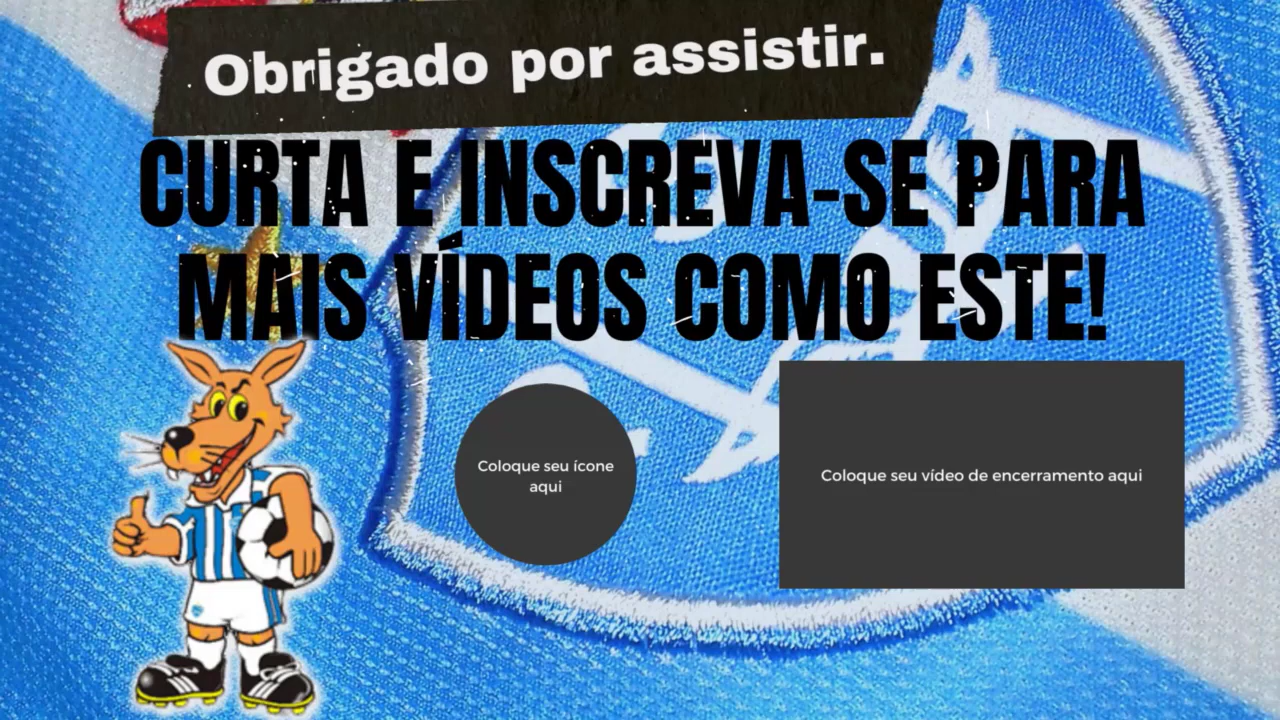 Obrigado por assistir.
CURTA E INSCREVA-SE PARA
MAIS VÍDEOS COMO ESTE!
Coloque seu ícone
aqui
Coloque seu vídeo de encerramento aqui